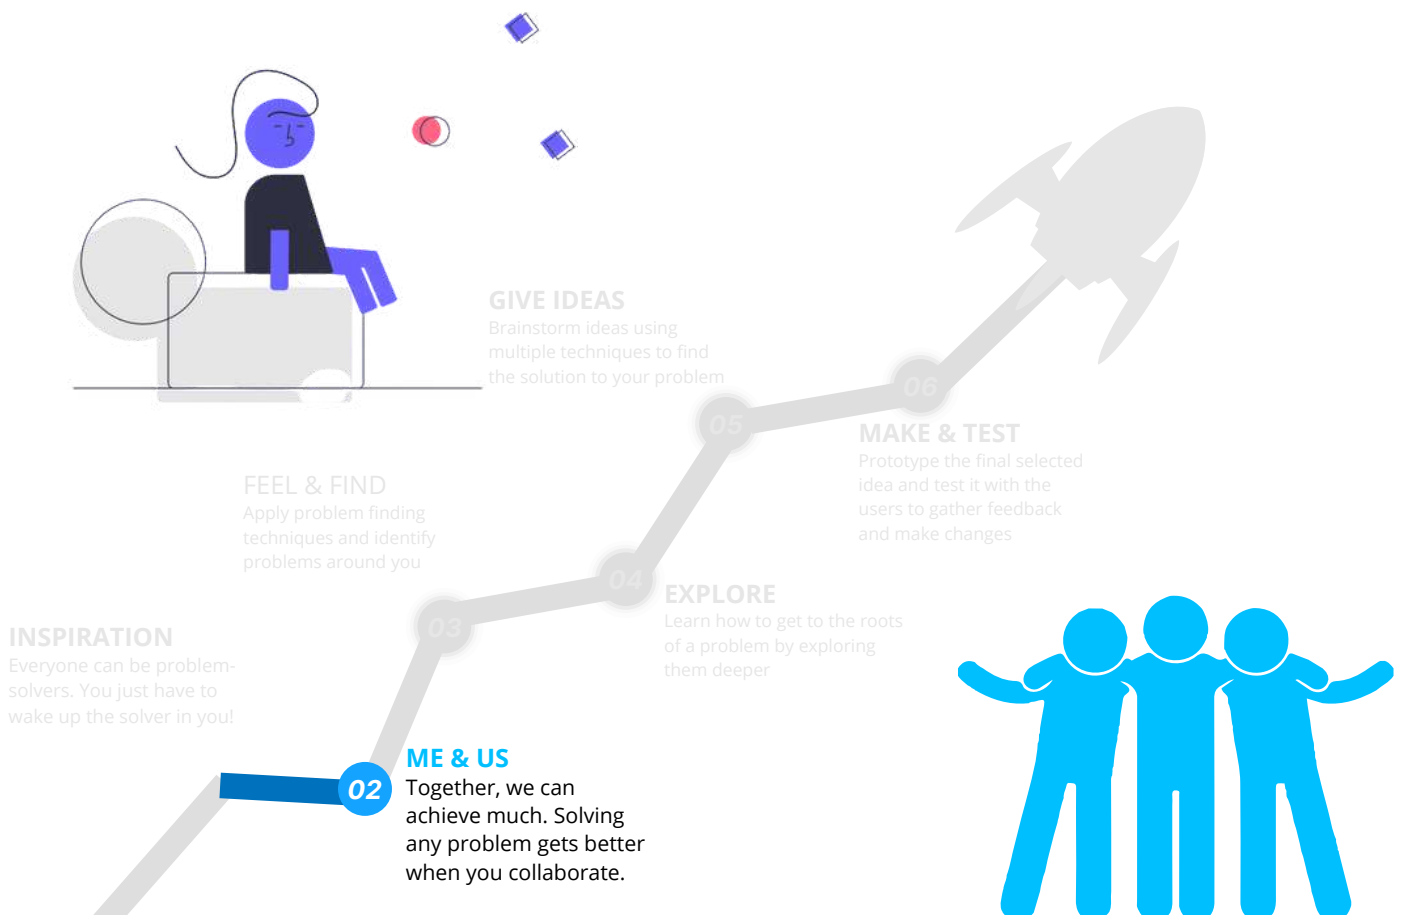 GIVE IDEAS
Brainstorm ideas using
multiple techniques to find
the solution to your problem
06
05
MAKE & TEST
Prototype the final selected
idea and test it with the
users to gather feedback
and make changes
FEEL & FIND
Apply problem finding
techniques and identify
problems around you
04
EXPLORE
Learn how to get to the roots
of a problem by exploring
them deeper
03
INSPIRATION
Everyone can be problem-
solvers. You just have to
wake up the solver in you!
02
ME & US
Together, we can
achieve much. Solving
any problem gets better
when you collaborate.